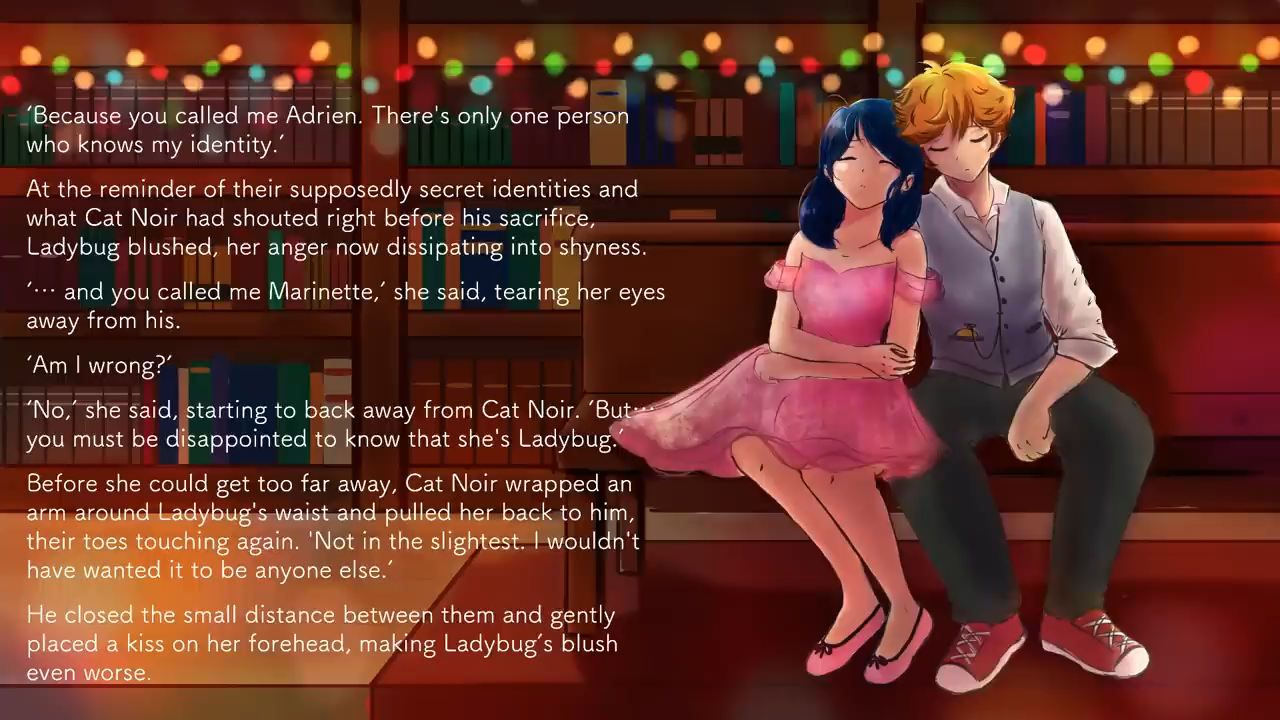 ‘Because you called me Adrien. There's only one person
who knows my identity.’
At the reminder of their supposedly secret identities and
what Cat Noir had shouted right before his sacrifice,
Ladybug blushed, her anger now dissipating into shyness.
‘… and you called me Marinette,’ she said, tearing her eyes
away from his.
‘Am I wrong?’
‘No,’ she said, starting to back away from Cat Noir. ‘But…
you must be disappointed to know that she's Ladybug.’
Before she could get too far away, Cat Noir wrapped an
arm around Ladybug's waist and pulled her back to him,
their toes touching again. 'Not in the slightest. I wouldn't
have wanted it to be anyone else.’
He closed the small distance between them and gently
placed a kiss on her forehead, making Ladybug’s blush
even worse.